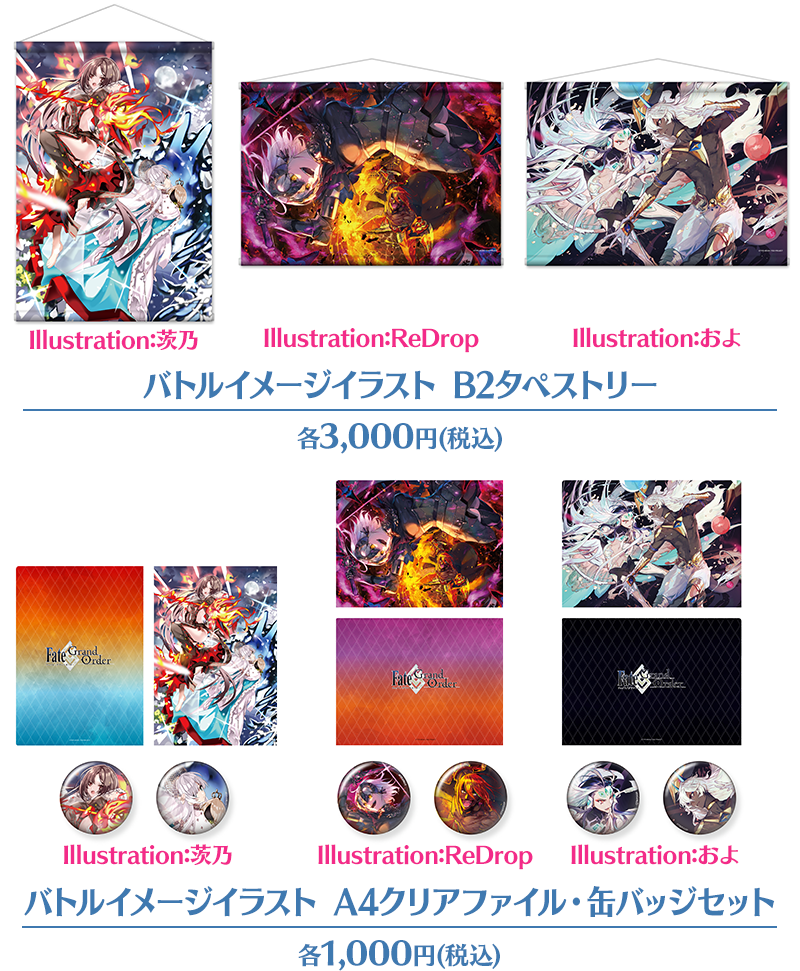 Illustration:茨乃
Illustration:ReDrop
Illustration:およ
バトルイメージイラスト B2タペストリー
各3,000円(税込)
Fate Grand Order
Fate Grand Order
Fate Grand Order
Illustration:茨乃
Illustration:ReDrop
Illustration:およ
バトルイメージイラスト A4クリアファイル・缶バッジセット
各1,000円(税込)